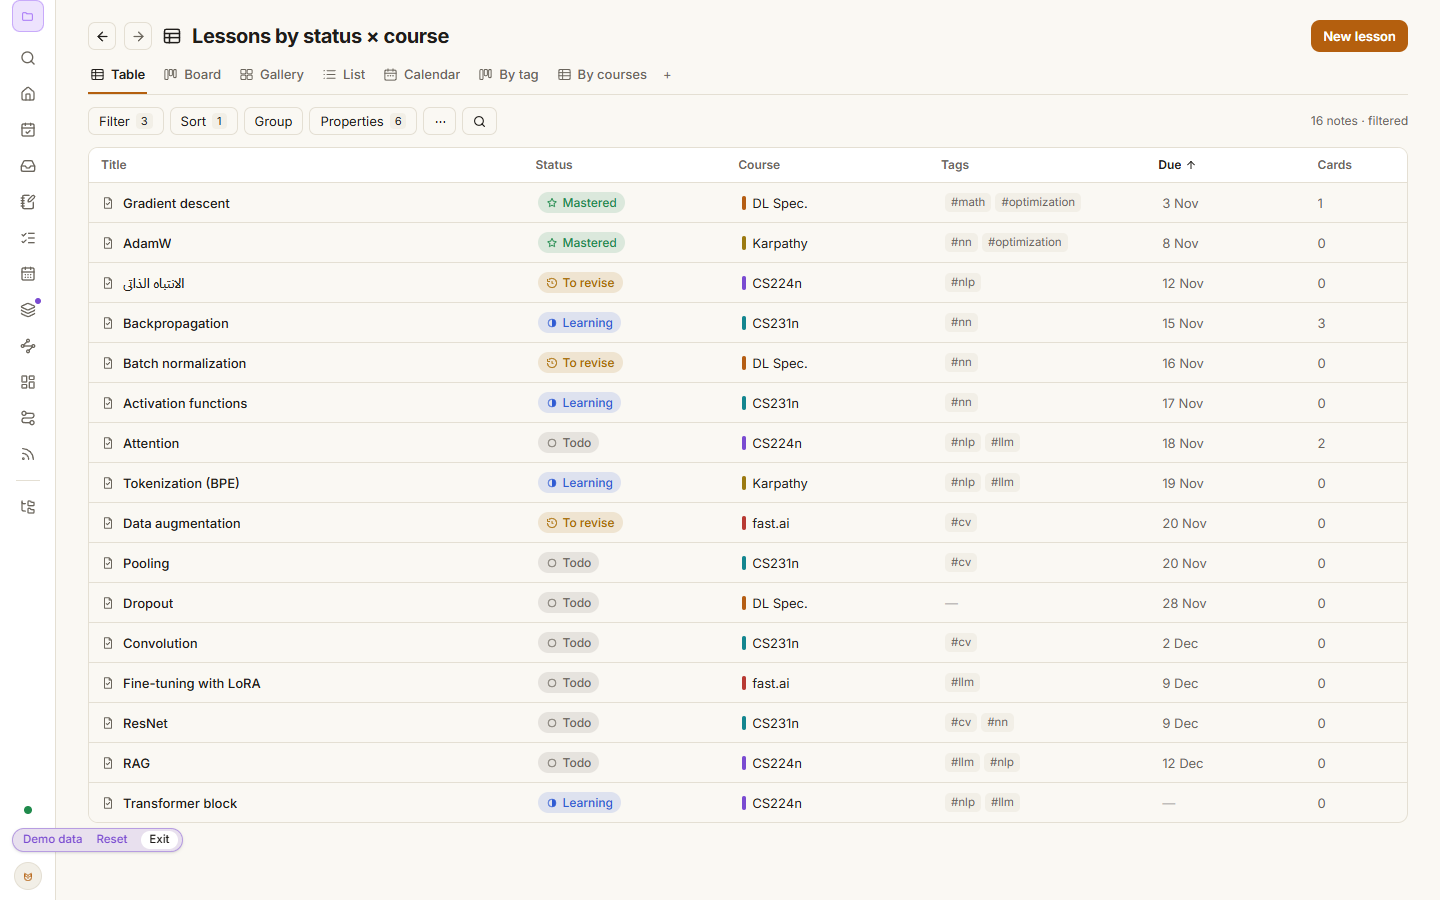 Lessons by status × course
New lesson
Table Board Gallery List Calendar By tag By courses +
Filter 3 Sort 1 Group Properties 6 ...
16 notes · filtered
Title Status Course Tags Due ↑ Cards
Gradient descent Mastered DL Spec. #math #optimization 3 Nov 1
AdamW Mastered Karpathy #nn #optimization 8 Nov 0
الانتباه الذاتي To revise CS224n #nlp 12 Nov 0
Backpropagation Learning CS231n #nn 15 Nov 3
Batch normalization To revise DL Spec. #nn 16 Nov 0
Activation functions Learning CS231n #nn 17 Nov 0
Attention Todo CS224n #nlp #llm 18 Nov 2
Tokenization (BPE) Learning Karpathy #nlp #llm 19 Nov 0
Data augmentation To revise fast.ai #cv 20 Nov 0
Pooling Todo CS231n #cv 20 Nov 0
Dropout Todo DL Spec. — 28 Nov 0
Convolution Todo CS231n #cv 2 Dec 0
Fine-tuning with LoRA Todo fast.ai #llm 9 Dec 0
ResNet Todo CS231n #cv #nn 9 Dec 0
RAG Todo CS224n #llm #nlp 12 Dec 0
Transformer block Learning CS224n #nlp #llm — 0
Demo data Reset Exit